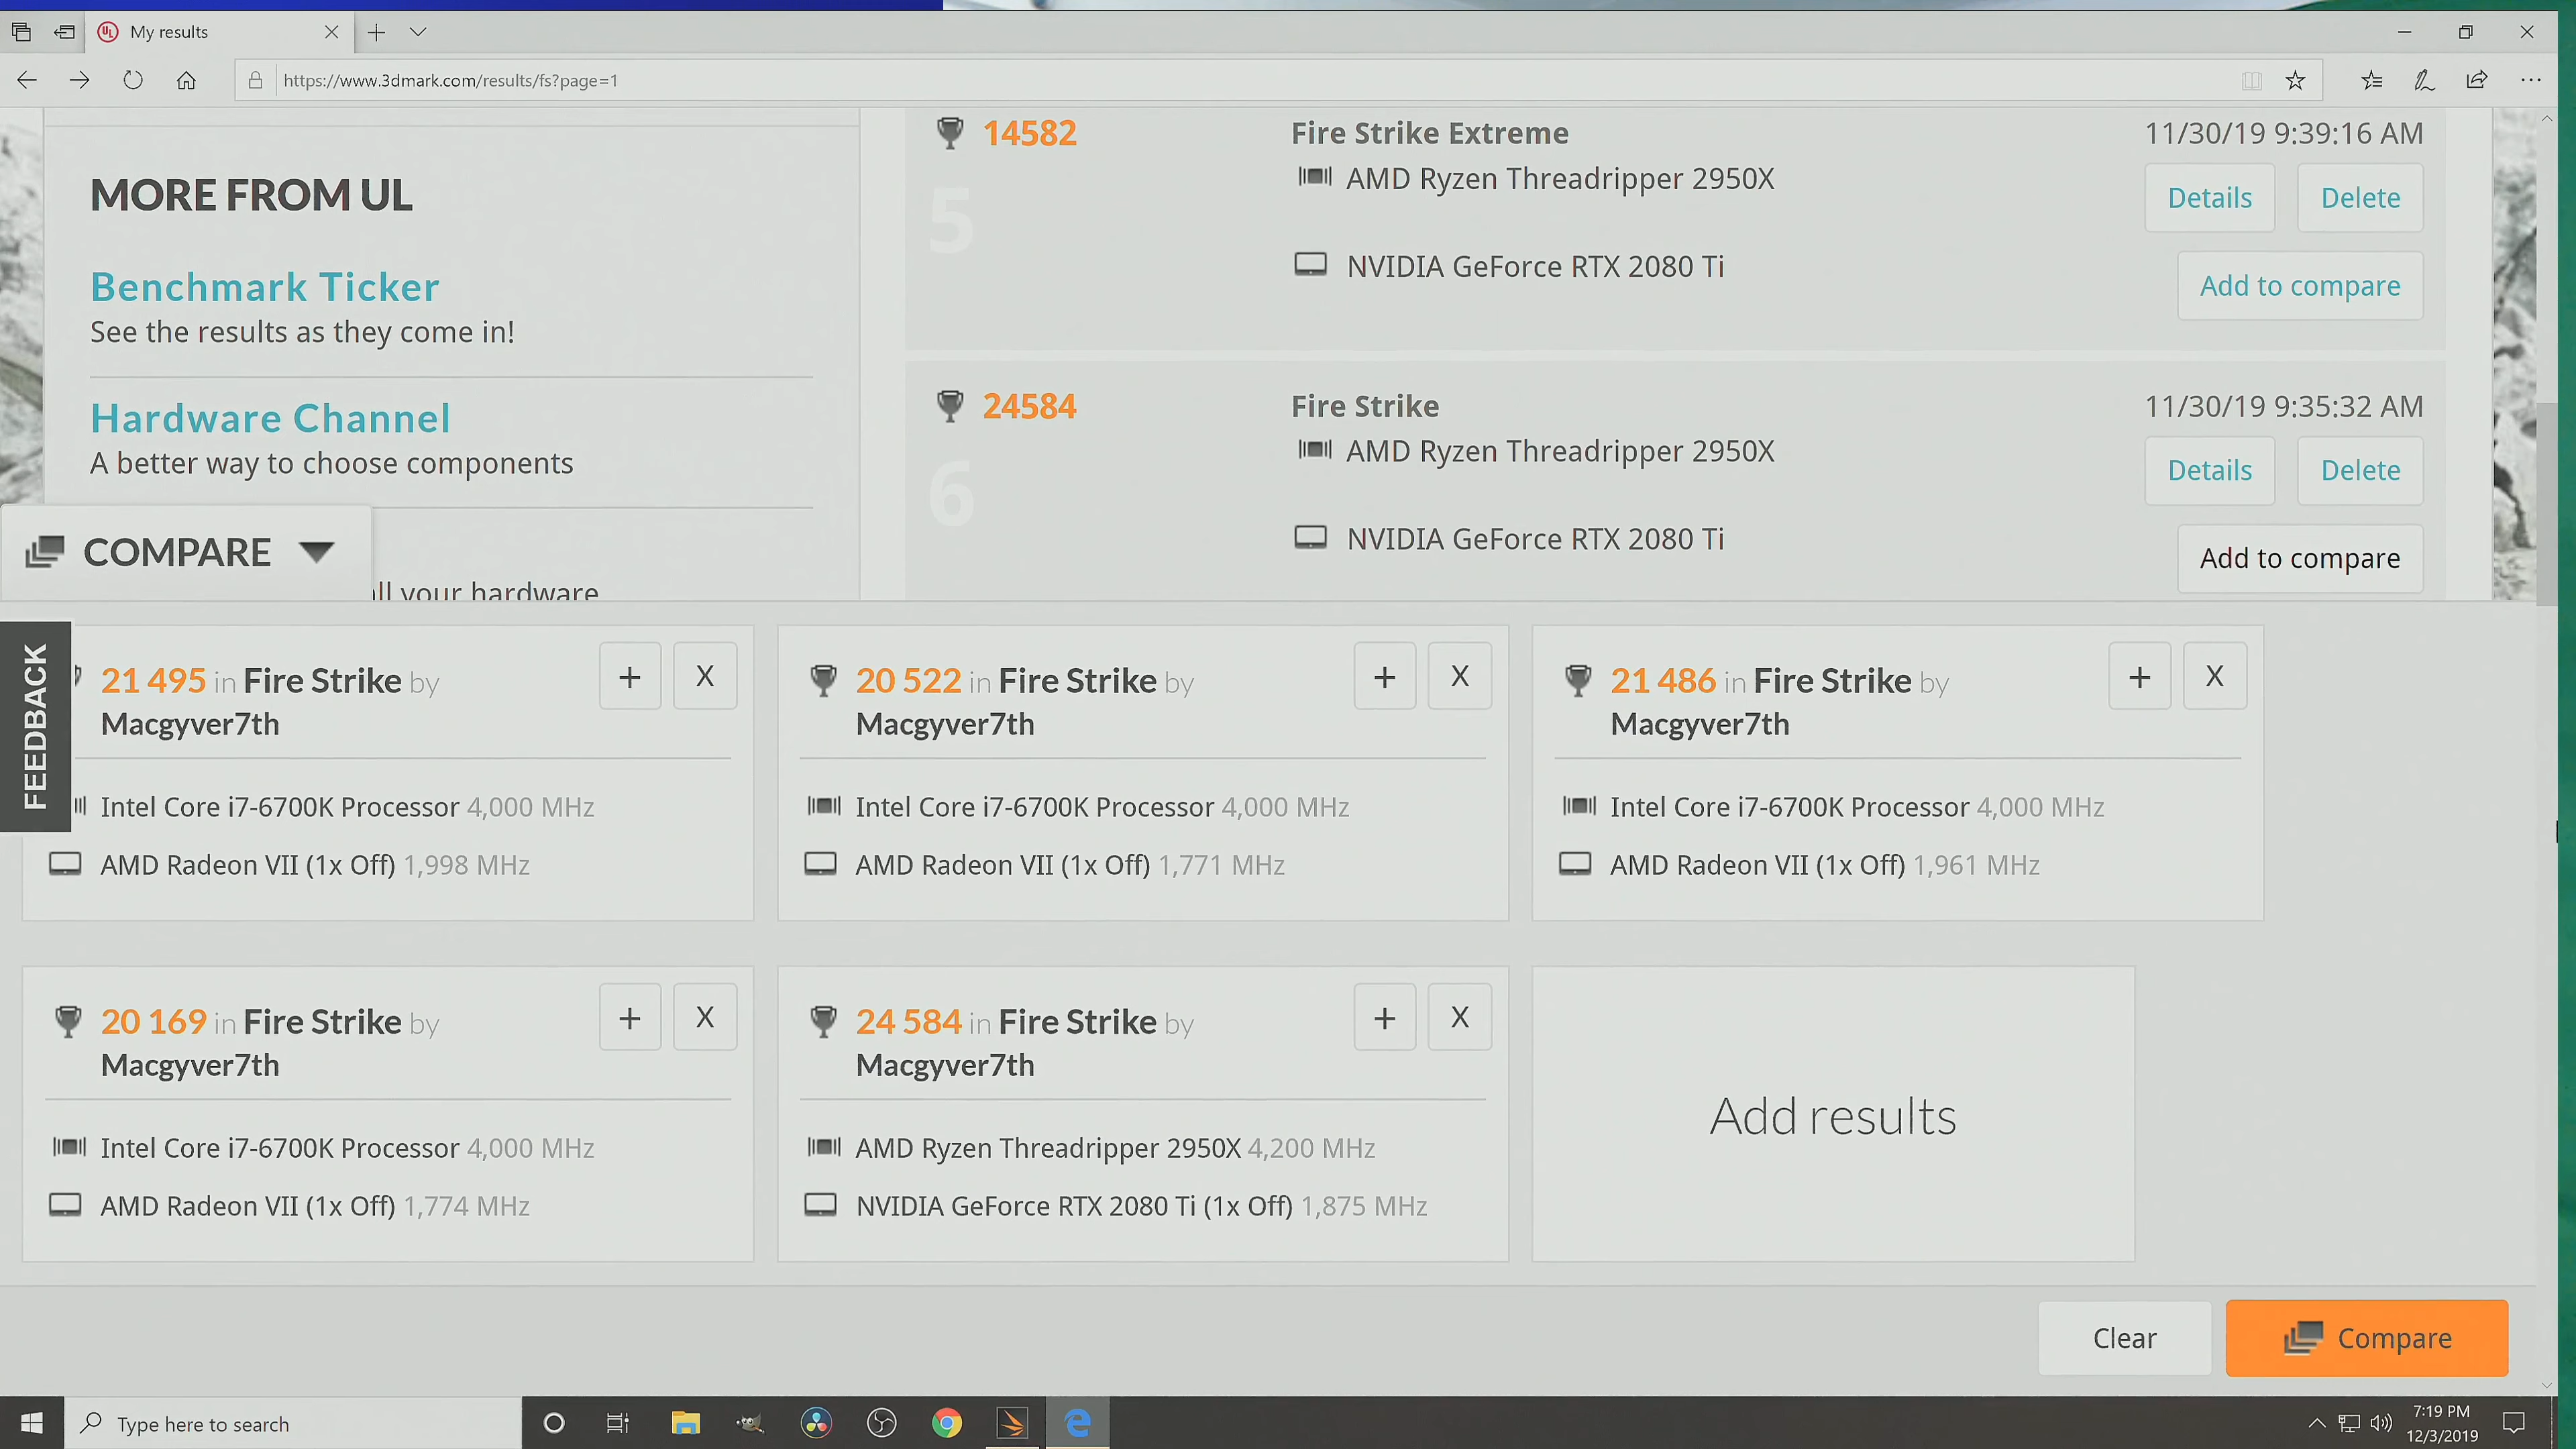 My results
https://www.3dmark.com/results/fs?page=1
MORE FROM UL
Benchmark Ticker
See the results as they come in!
Hardware Channel
A better way to choose components
COMPARE
ll your hardware
14582
Fire Strike Extreme
11/30/19 9:39:16 AM
5
AMD Ryzen Threadripper 2950X
Details
Delete
NVIDIA GeForce RTX 2080 Ti
Add to compare
24584
Fire Strike
11/30/19 9:35:32 AM
6
AMD Ryzen Threadripper 2950X
Details
Delete
NVIDIA GeForce RTX 2080 Ti
Add to compare
FEEDBACK
21 495 in Fire Strike by
Macgyver7th
+ X
Intel Core i7-6700K Processor 4,000 MHz
AMD Radeon VII (1x Off) 1,998 MHz
20 522 in Fire Strike by
Macgyver7th
+ X
Intel Core i7-6700K Processor 4,000 MHz
AMD Radeon VII (1x Off) 1,771 MHz
21 486 in Fire Strike by
Macgyver7th
+ X
Intel Core i7-6700K Processor 4,000 MHz
AMD Radeon VII (1x Off) 1,961 MHz
20 169 in Fire Strike by
Macgyver7th
+ X
Intel Core i7-6700K Processor 4,000 MHz
AMD Radeon VII (1x Off) 1,774 MHz
24 584 in Fire Strike by
Macgyver7th
+ X
AMD Ryzen Threadripper 2950X 4,200 MHz
NVIDIA GeForce RTX 2080 Ti (1x Off) 1,875 MHz
Add results
Clear
Compare
Type here to search
7:19 PM
12/3/2019